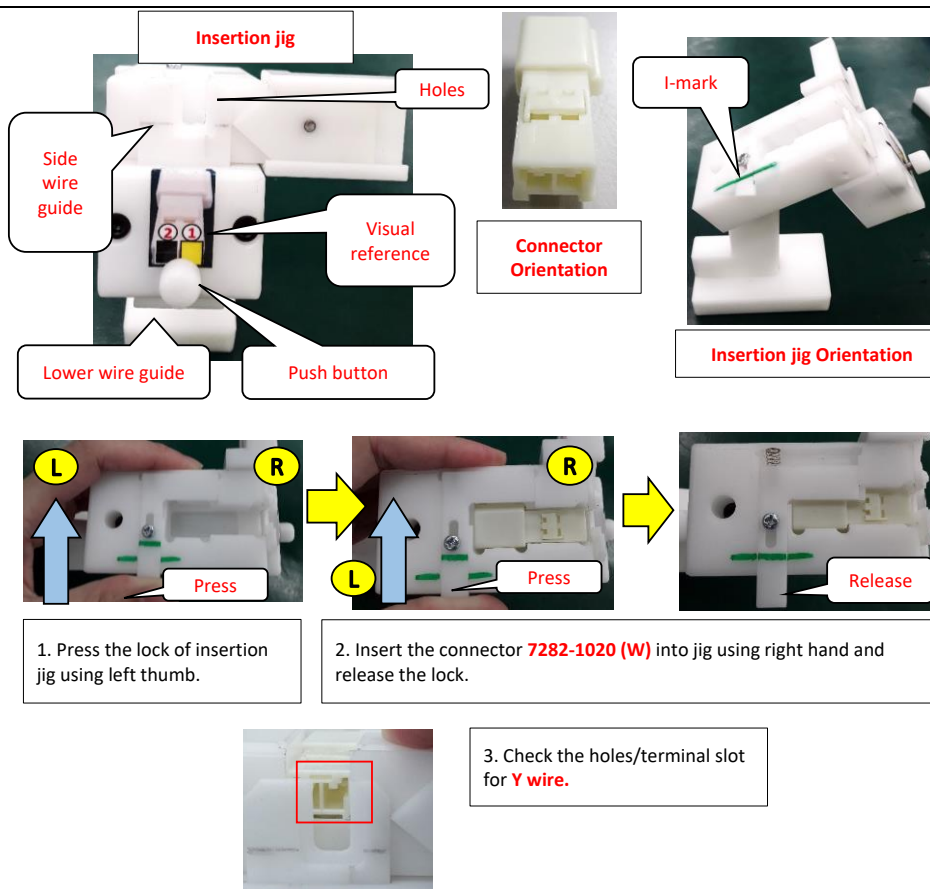 Insertion jig
Holes
I-mark
Side
wire
guide
2 1
Visual
reference
Connector
Orientation
Lower wire guide
Push button
Insertion jig Orientation
L
R
R
L
Press
Press
Release
1. Press the lock of insertion
jig using left thumb.
2. Insert the connector 7282-1020 (W) into jig using right hand and
release the lock.
3. Check the holes/terminal slot
for Y wire.